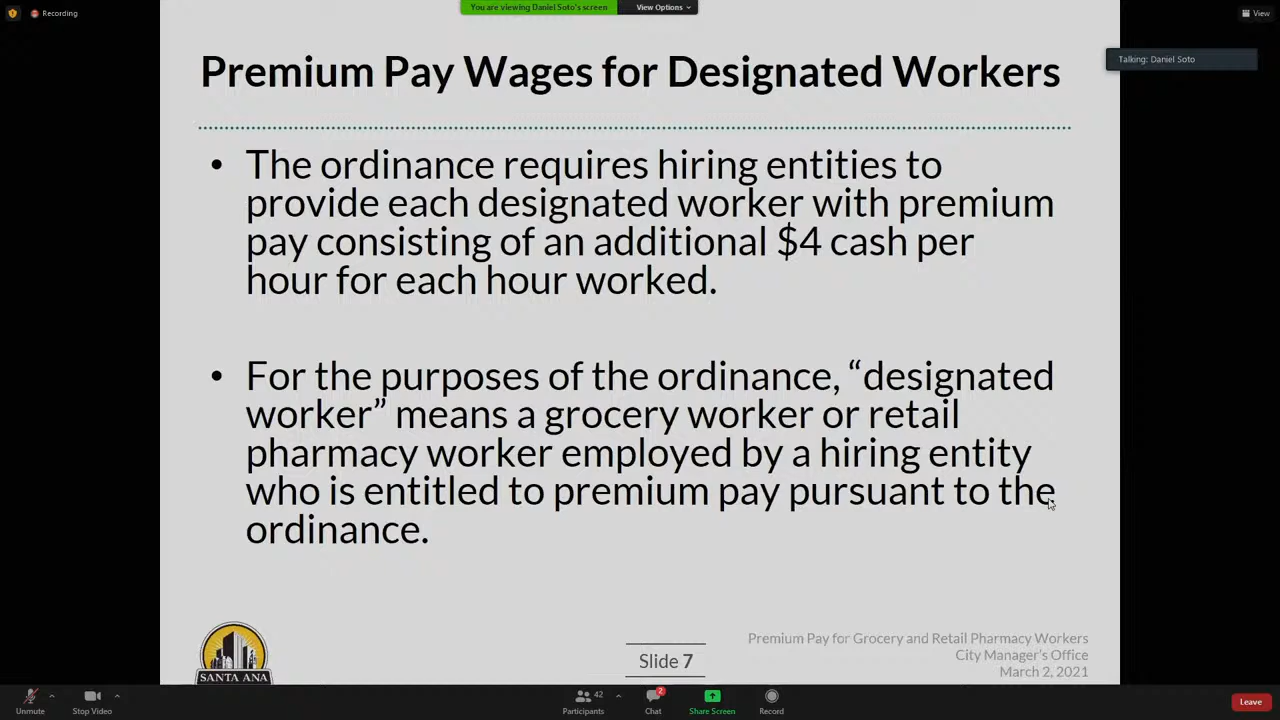 Recording
You are viewing Daniel Soto's screen
View Options
View
Talking: Daniel Soto
Premium Pay Wages for Designated Workers
• The ordinance requires hiring entities to
provide each designated worker with premium
pay consisting of an additional $4 cash per
hour for each hour worked.
• For the purposes of the ordinance, “designated
worker” means a grocery worker or retail
pharmacy worker employed by a hiring entity
who is entitled to premium pay pursuant to the
ordinance.
SANTA ANA
Slide 7
Premium Pay for Grocery and Retail Pharmacy Workers
City Manager's Office
March 2, 2021
Unmute
Stop Video
42
Participants
2
Chat
Share Screen
Record
Leave